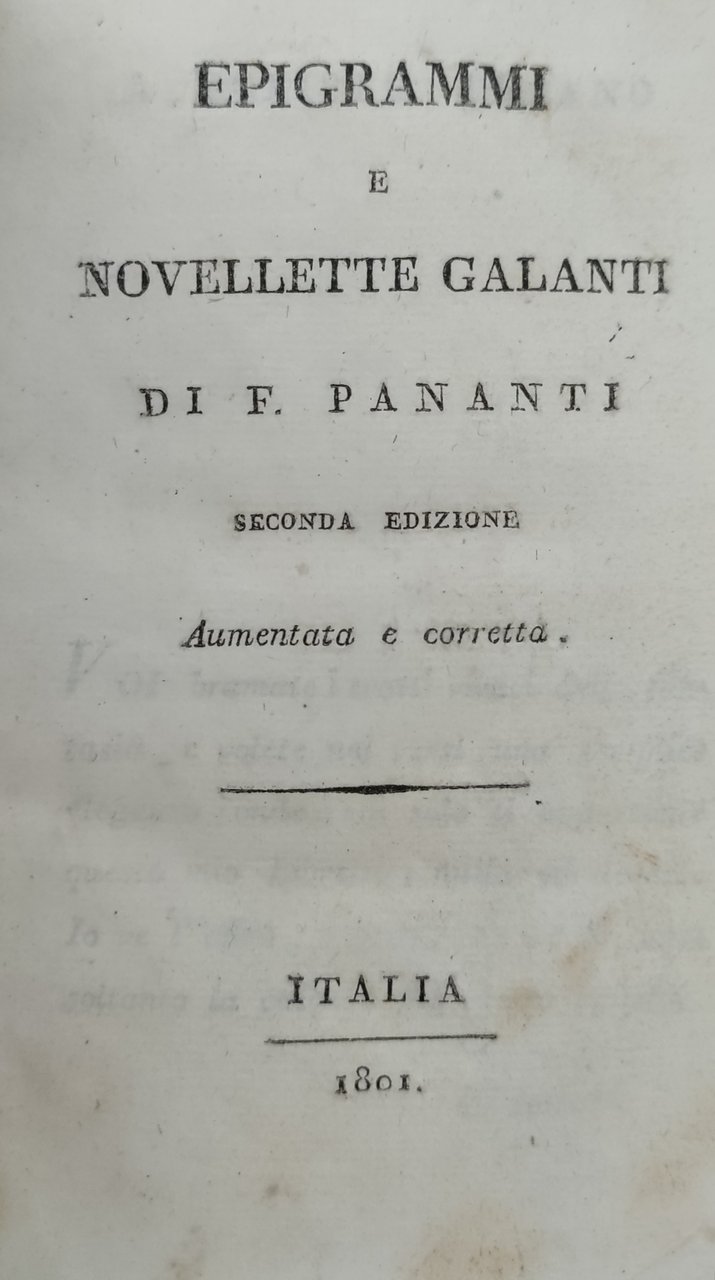 EPIGRAMMI
E
NOVELLETTE GALANTI
DI F. PANANTI
SECONDA EDIZIONE
Aumentata e corretta.
ITALIA
1801.